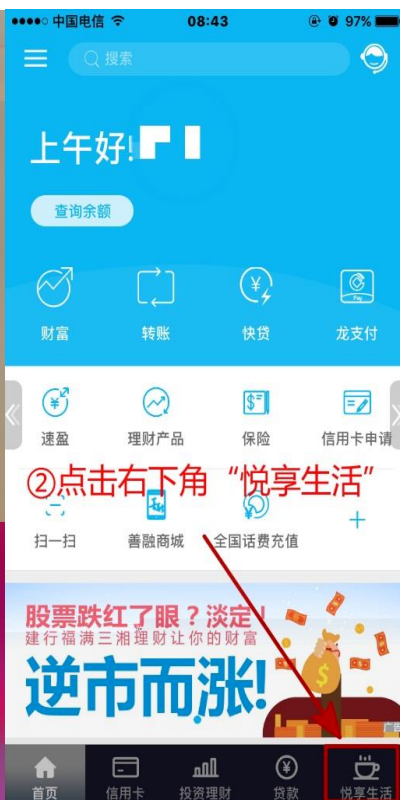 中国电信 08:43 97%
搜索
上午好!
查询余额
财富 转账 快贷 龙支付
速盈 理财产品 保险 信用卡申请
②点击右下角“悦享生活”
扫一扫 善融商城 全国话费充值
股票跌红了眼？淡定！
建行福满三湘理财让你的财富
逆市而涨!
广告
首页 信用卡 投资理财 贷款 悦享生活